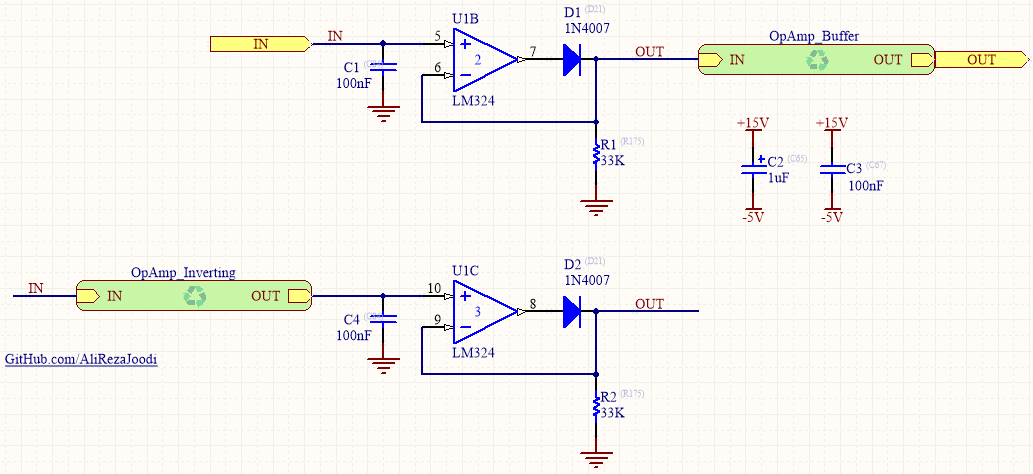 U1B
D1 (D21)
1N4007
OpAmp_Buffer
IN
IN
5
+
2
7
OUT
IN
OUT
OUT
C1
100nF
6
−
LM324
R1 (R175)
33K
+15V
+15V
+
C2 (C65)
1uF
C3 (C67)
100nF
-5V
-5V
OpAmp_Inverting
IN
IN
OUT
U1C
D2 (D21)
1N4007
10
+
3
8
OUT
C4
100nF
9
−
LM324
GitHub.com/AliRezaJoodi
R2 (R175)
33K